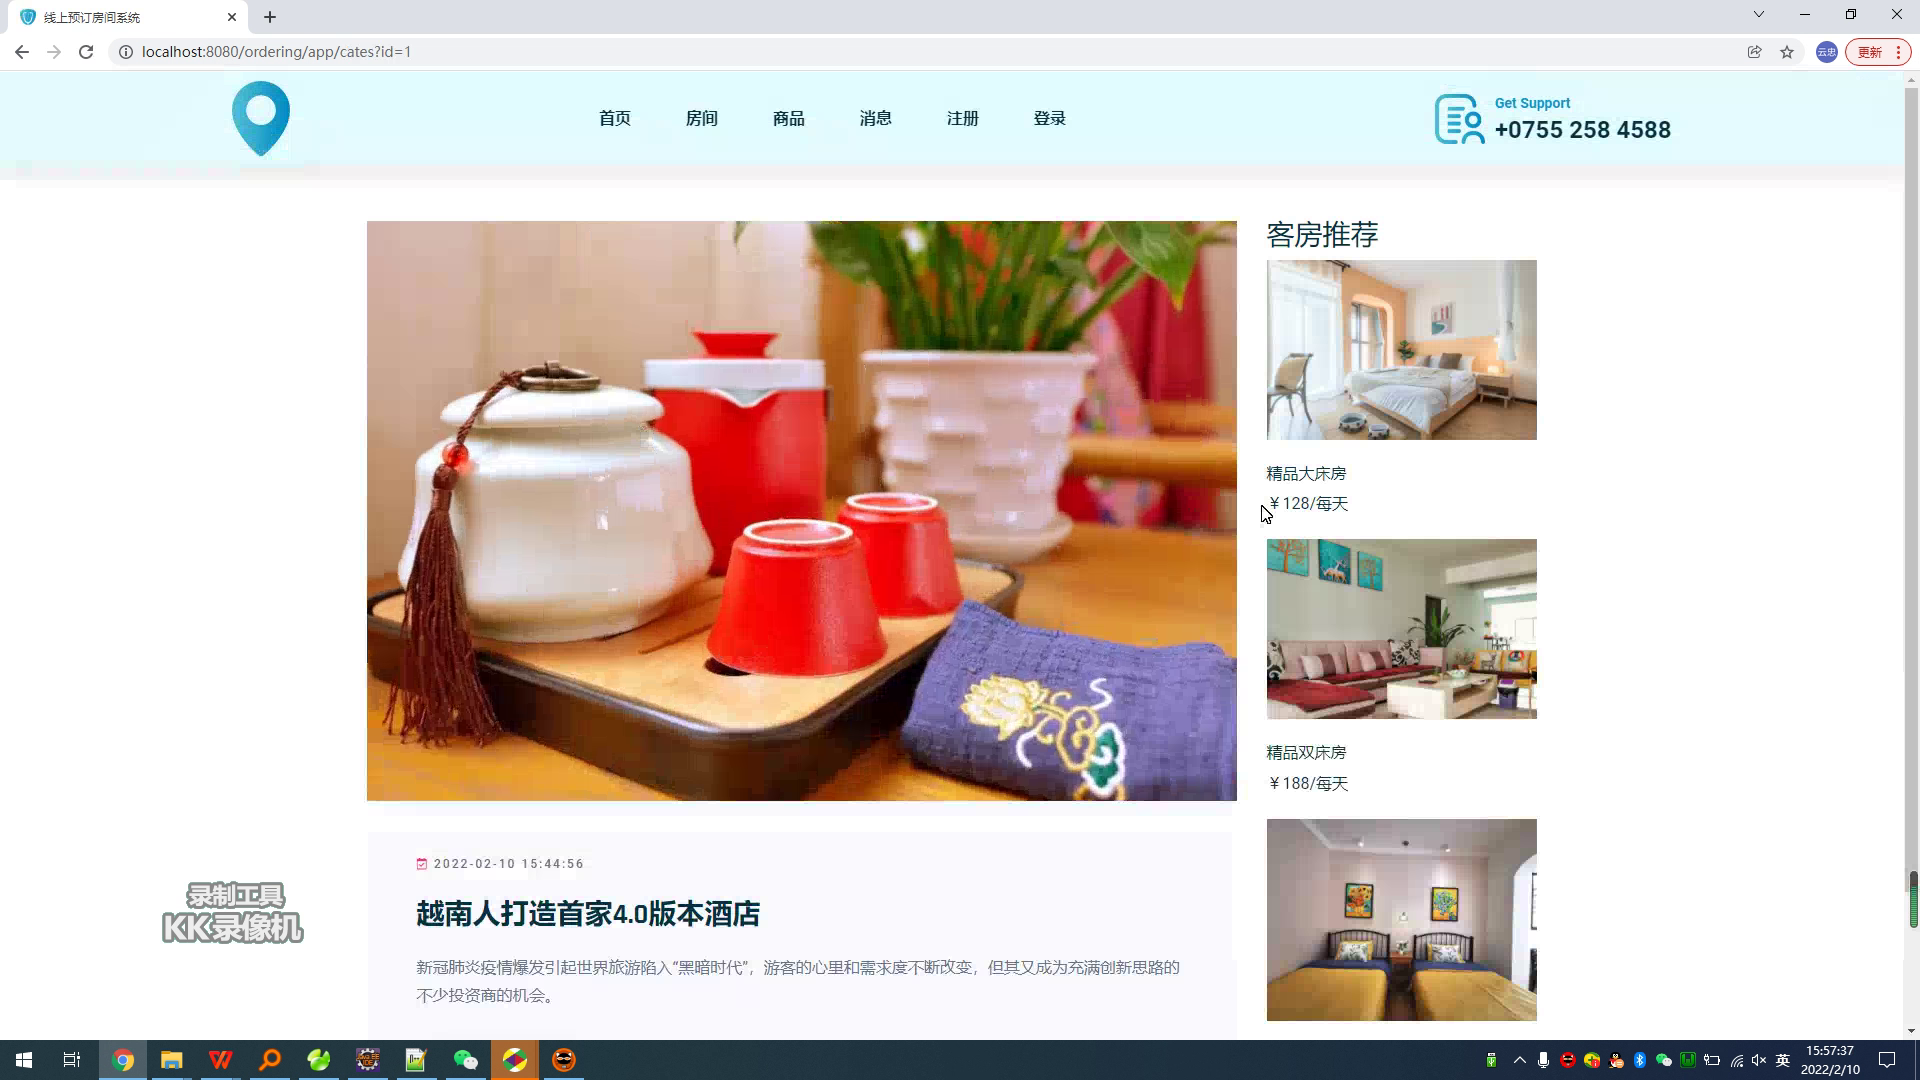 线上预订房间系统
localhost:8080/ordering/app/cates?id=1
云忠
更新
首页
房间
商品
消息
注册
登录
Get Support
+0755 258 4588
客房推荐
精品大床房
¥128/每天
精品双床房
¥188/每天
2022-02-10 15:44:56
越南人打造首家4.0版本酒店
新冠肺炎疫情爆发引起世界旅游陷入“黑暗时代”，游客的心里和需求度不断改变，但其又成为充满创新思路的
不少投资商的机会。
录制工具
KK录像机
英
15:57:37
2022/2/10